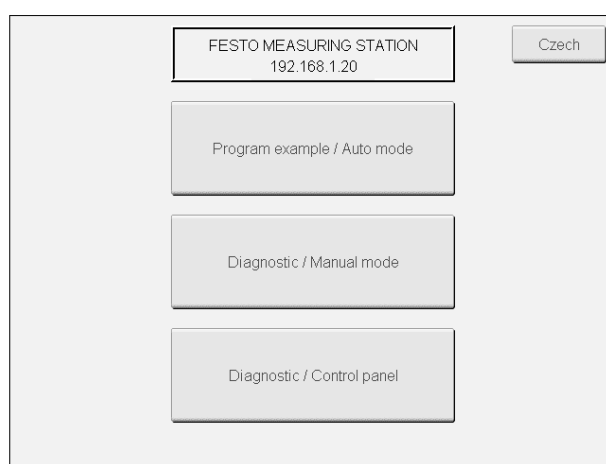 FESTO MEASURING STATION
192.168.1.20
Czech
Program example / Auto mode
Diagnostic / Manual mode
Diagnostic / Control panel